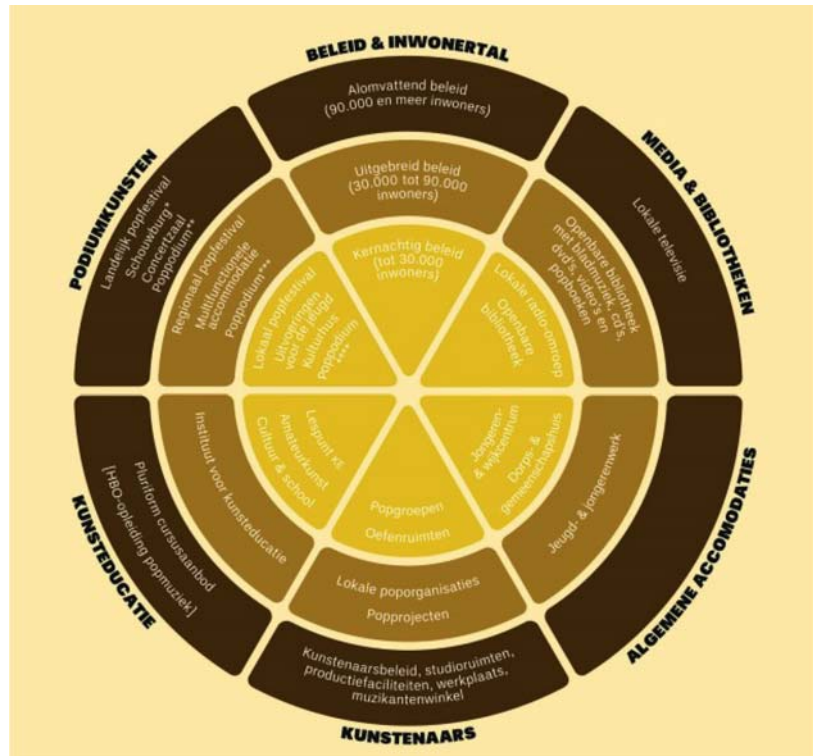 BELEID & INWONERTAL
Alomvattend beleid
(90.000 en meer inwoners)
Uitgebreid beleid
(30.000 tot 90.000
inwoners)
Kernachtig beleid
(tot 30.000
inwoners)
MEDIA & BIBLIOTHEKEN
Lokale televisie
Openbare bibliotheek
met bladmuziek, cd's,
dvd's, video's en
popboeken
Lokale radio-omroep
Openbare
bibliotheek
ALGEMENE ACCOMODATIES
Jeugd- & jongerenwerk
Jongeren-
& wijkcentrum
Dorps- &
gemeenschapshuis
KUNSTENAARS
Popgroepen
Oefenruimten
Lokale poporganisaties
Popprojecten
Kunstenaarsbeleid, studioruimten,
productiefaciliteiten, werkplaats,
muzikantenwinkel
KUNSTEDUCATIE
Pluriform cursusaanbod
[HBO-opleiding popmuziek]
Instituut voor kunsteducatie
Lespunt KE
Amateurkunst
Cultuur & school
PODIUMKUNSTEN
Landelijk popfestival
Schouwburg*
Concertzaal
Poppodium**
Regionaal popfestival
Multifunctionele
accommodatie
Poppodium***
Lokaal popfestival
Uitvoeringen
voor de jeugd
Kulturhus
poppodium
****